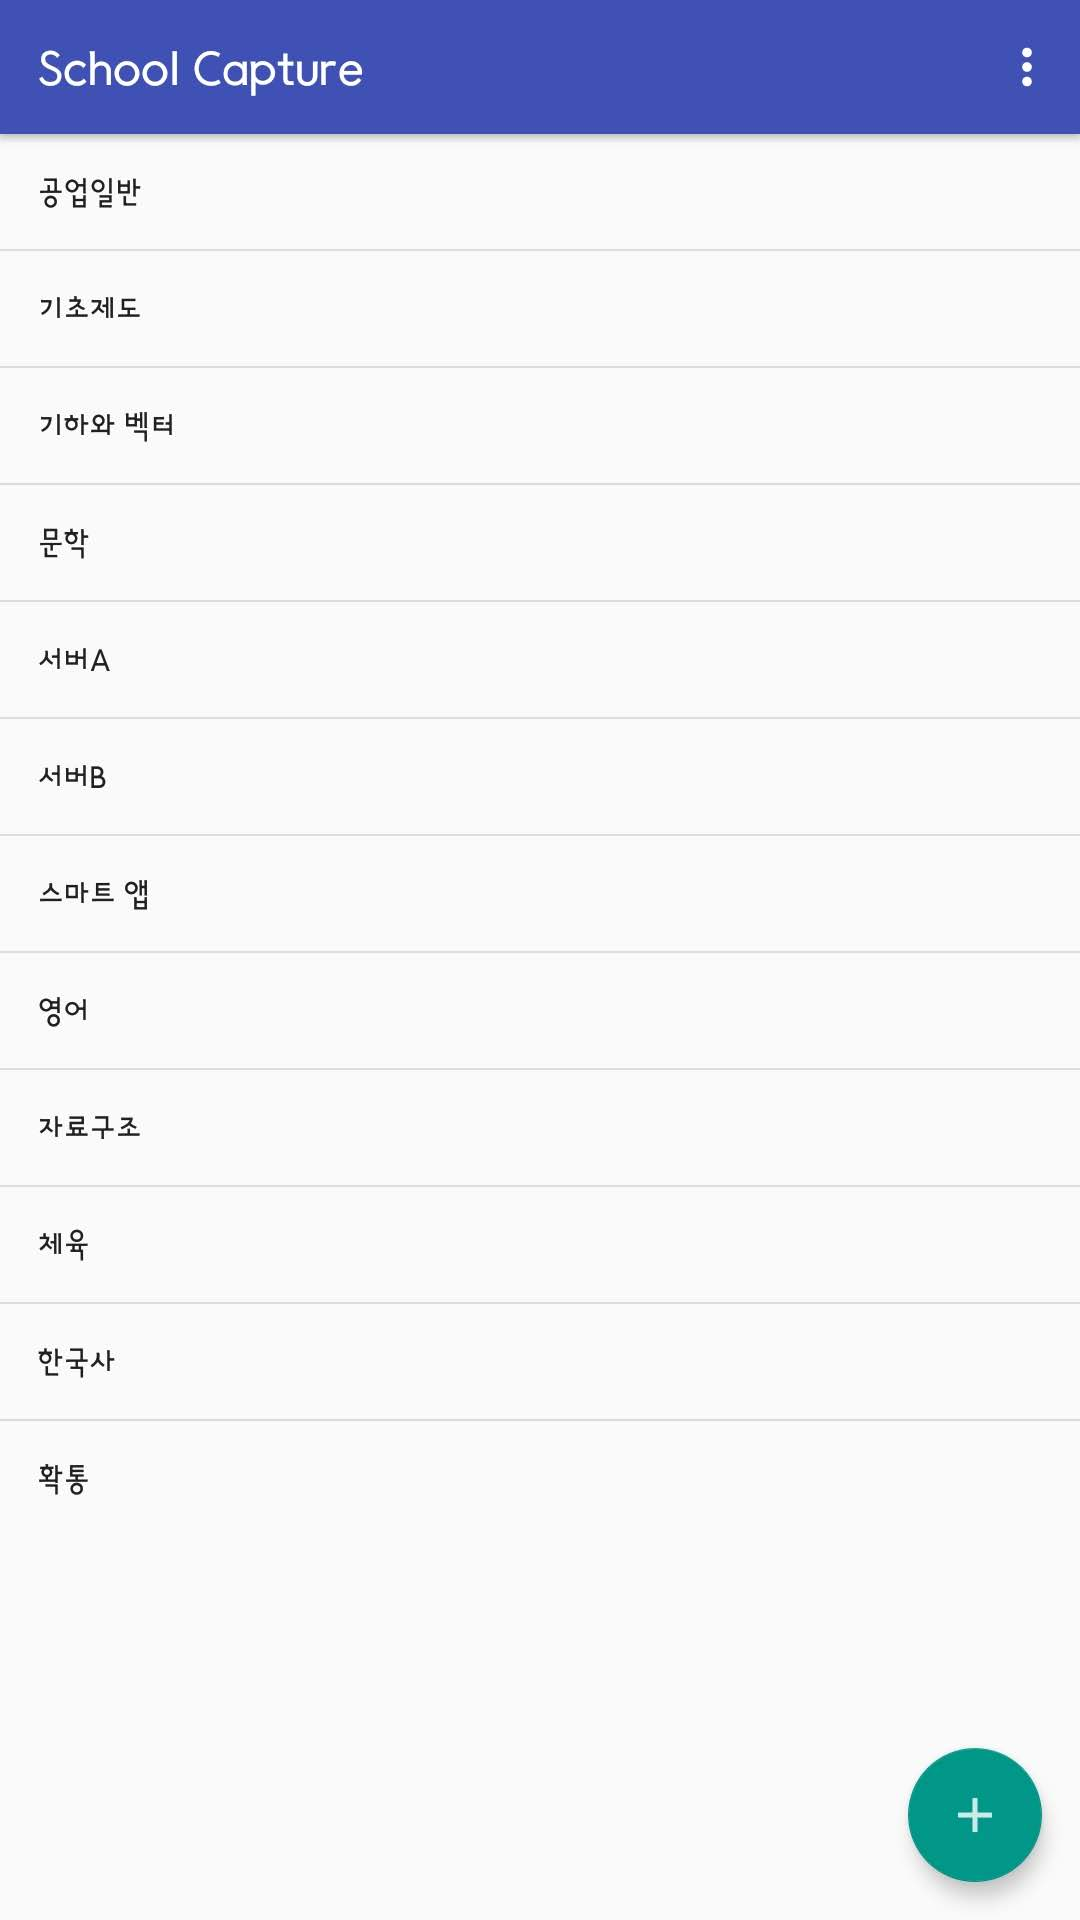 School Capture
공업일반
기초제도
기하와 벡터
문학
서버A
서버B
스마트 앱
영어
자료구조
체육
한국사
확통